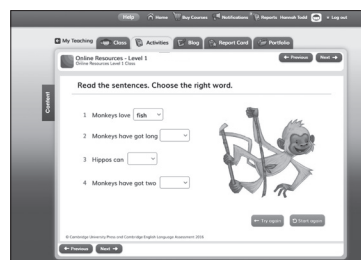 Help Home Buy Courses Notifications Reports Hannah Todd Log out
My Teaching Class Activities Blog Report Card Portfolio
Online Resources - Level 1
Online Resources Level 1 Class
← Previous Next →
Content
Read the sentences. Choose the right word.
1 Monkeys love fish
2 Monkeys have got long
3 Hippos can
4 Monkeys have got two
Try again Start again
© Cambridge University Press and Cambridge English Language Assessment 2018
← Previous Next →